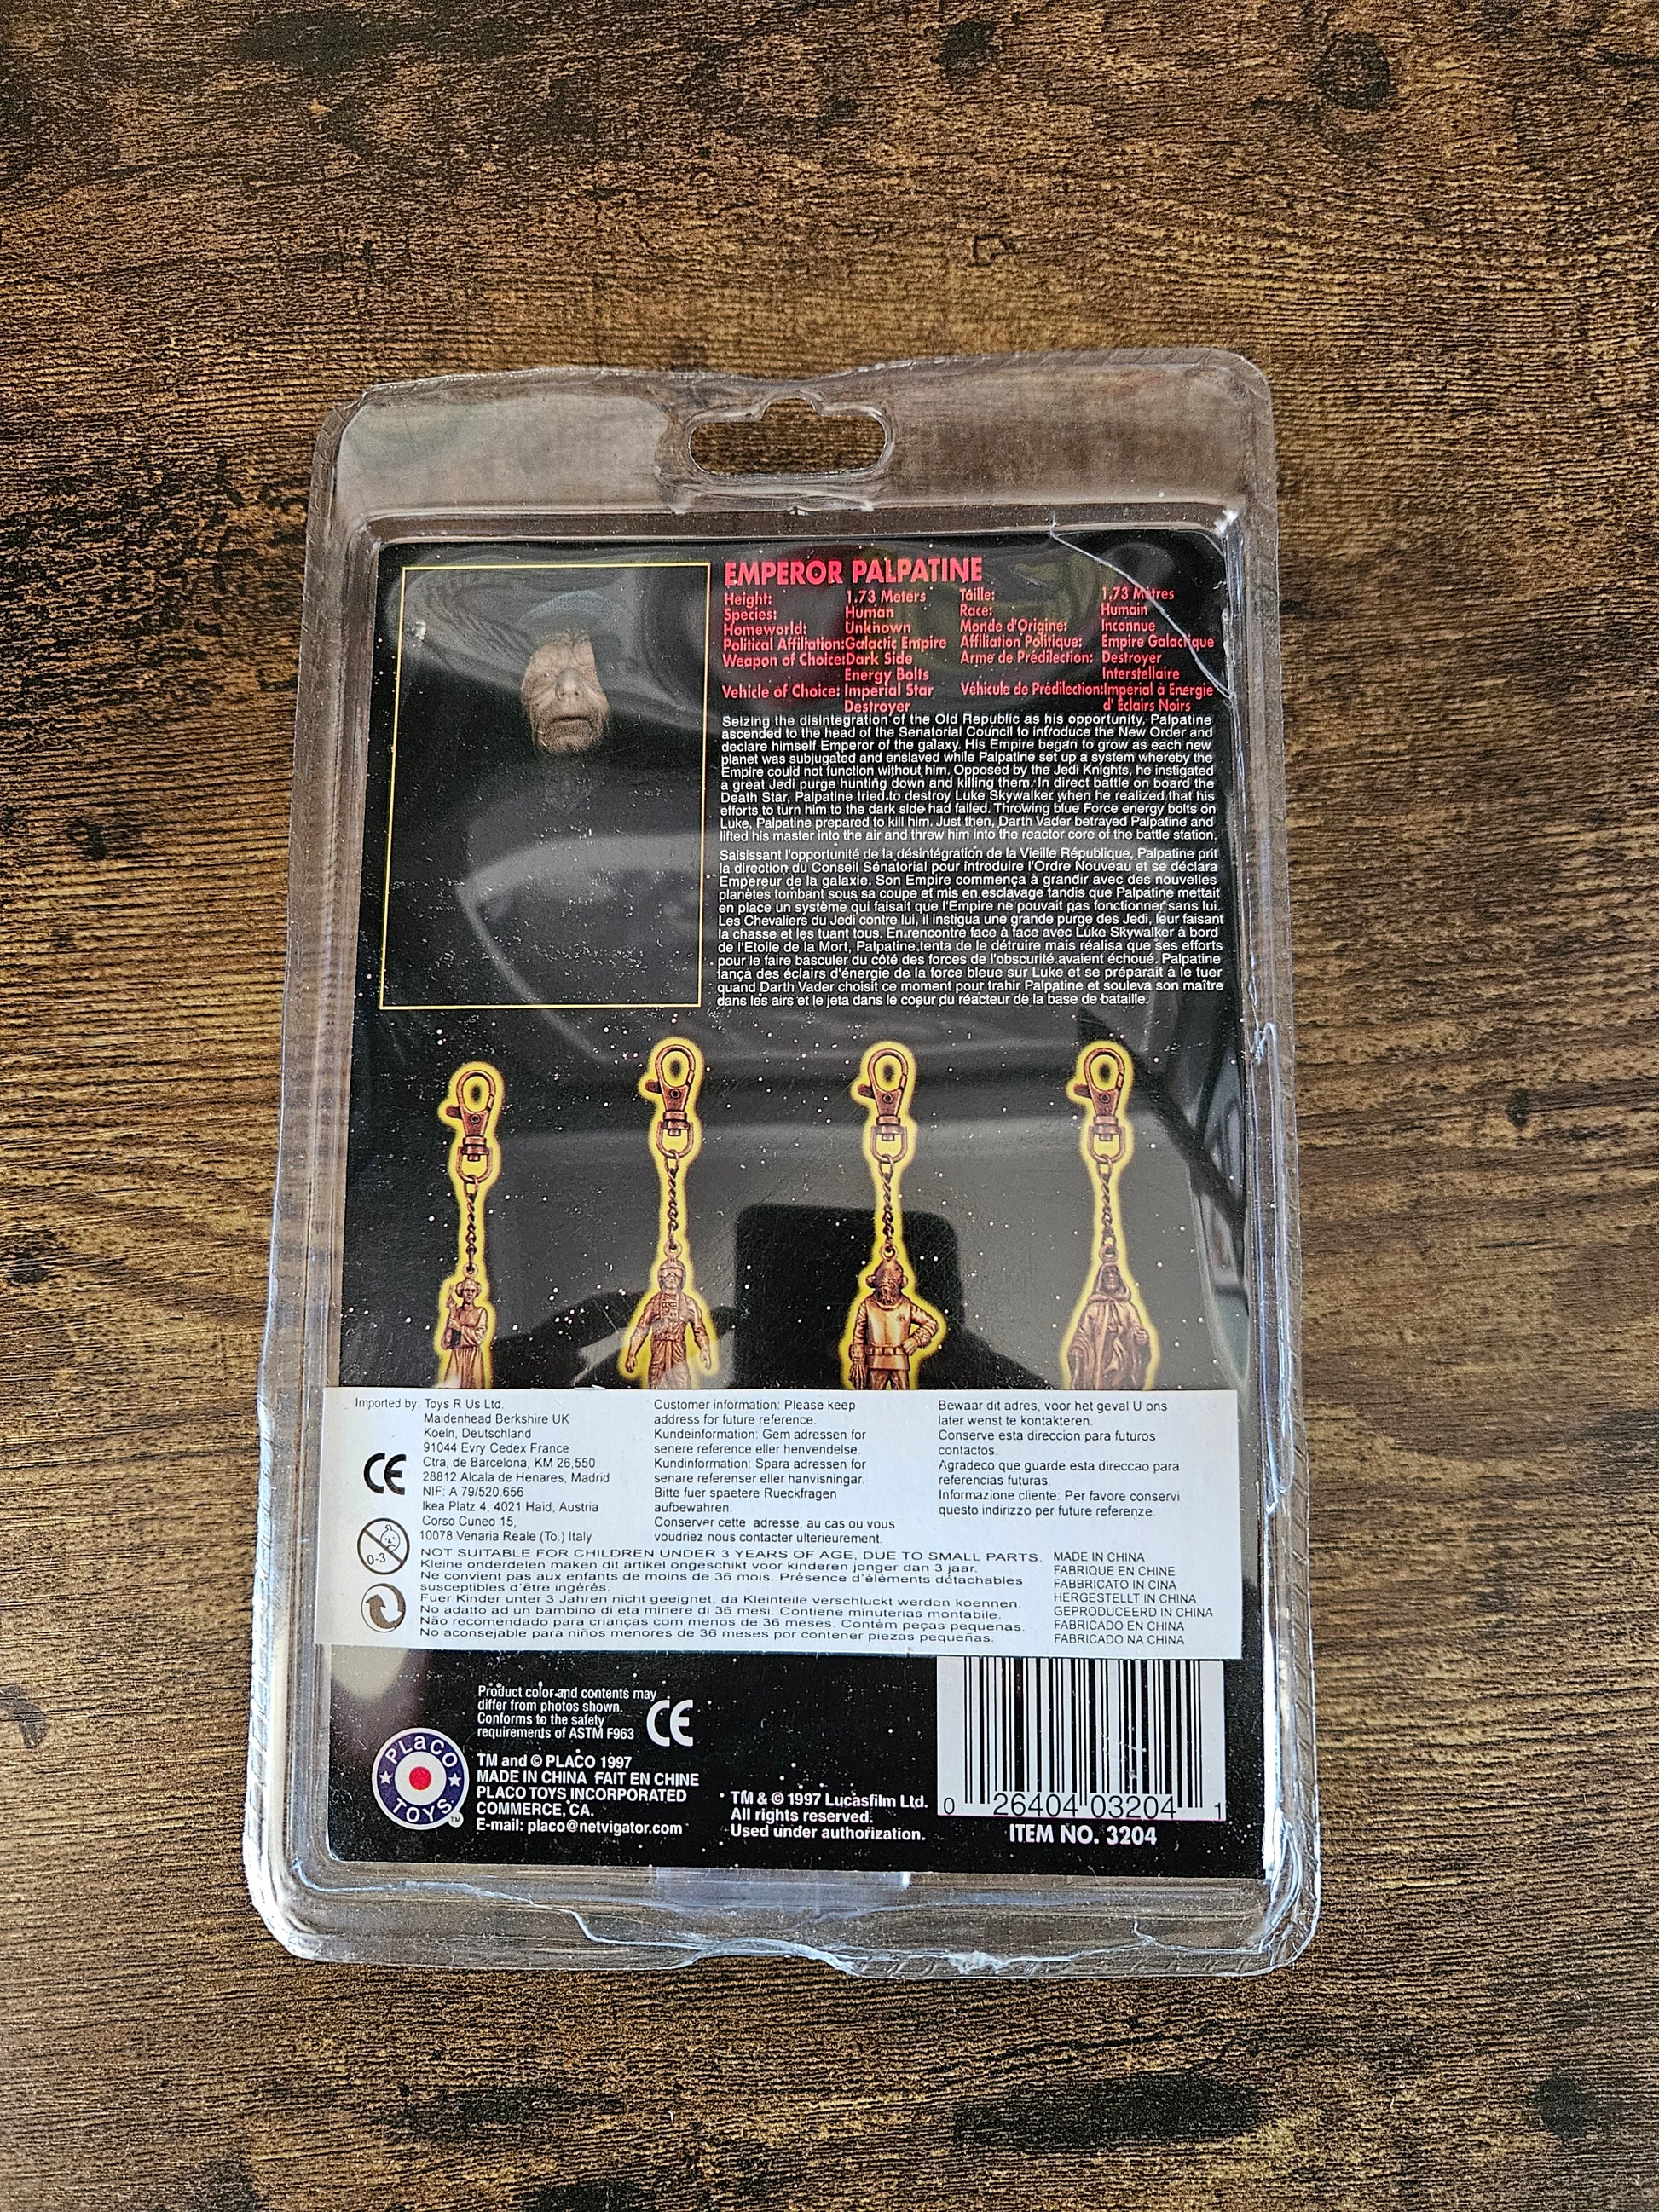 EMPEROR PALPATINE
Height: 1.73 Meters
Species: Human
Homeworld: Unknown
Political Affiliation: Galactic Empire
Weapon of Choice: Dark Side
Energy Bolts
Vehicle of Choice: Imperial Star
Destroyer
Taille: 1.73 Mètres
Race: Humain
Monde d'Origine: Inconnue
Affiliation Politique: Empire Galactique
Arme de Prédilection: Destroyer
Interstellaire
Véhicule de Prédilection: Impérial à Energie
d' Éclairs Noirs
Seizing the disintegration of the Old Republic as his opportunity, Palpatine
ascended to the head of the Senatorial Council to introduce the New Order and
declare himself Emperor of the galaxy. His Empire began to grow as each new
planet was subjugated and enslaved while Palpatine set up a system whereby the
Empire could not function without him. Opposed by the Jedi Knights, he instigated
a great Jedi purge hunting down and killing them. In direct battle on board the
Death Star, Palpatine tried to destroy Luke Skywalker when he realized that his
efforts to turn him to the dark side had failed. Throwing blue Force energy bolts on
Luke, Palpatine prepared to kill him. Just then, Darth Vader betrayed Palpatine and
lifted his master into the air and threw him into the reactor core of the battle station.
Saisissant l'opportunité de la désintégration de la Vieille République, Palpatine prit
la direction du Conseil Sénatorial pour introduire l'Ordre Nouveau et se déclara
Empereur de la galaxie. Son Empire commença à grandir avec des nouvelles
planètes tombant sous sa coupe et mis en esclavage tandis que Palpatine mettait
en place un système qui faisait que l'Empire ne pouvait pas fonctionner sans lui.
Les Chevaliers du Jedi contre lui, il instigua une grande purge des Jedi, leur faisant
la chasse et les tuant tous. En rencontre face à face avec Luke Skywalker à bord
de l'Etoile de la Mort, Palpatine tenta de le détruire mais réalisa que ses efforts
pour le faire basculer du côté des forces de l'obscurité avaient échoué. Palpatine
lança des éclairs d'énergie de la force bleue sur Luke et se préparait à le tuer
quand Darth Vader choisit ce moment pour trahir Palpatine et souleva son maître
dans les airs et le jeta dans le coeur du réacteur de la base de bataille.
Imported by: Toys R Us Ltd.
Maidenhead Berkshire UK
Koeln, Deutschland
91044 Evry Cedex France
Ctra, de Barcelona, KM 26,550
28812 Alcala de Henares, Madrid
NIF: A 79/520.656
Ikea Platz 4, 4021 Haid, Austria
Corso Cuneo 15,
10078 Venaria Reale (To.) Italy
CE
0-3
Customer information: Please keep
address for future reference.
Kundeinformation: Gem adressen for
senere reference eller henvendelse.
Kundinformation: Spara adressen for
senare referenser eller hanvisningar.
Bitte fuer spaetere Rueckfragen
aufbewahren.
Conserver cette adresse, au cas ou vous
voudriez nous contacter ulterieurement.
Bewaar dit adres, voor het geval U ons
later wenst te kontakteren.
Conserve esta direccion para futuros
contactos.
Agradeco que guarde esta direccao para
referencias futuras.
Informazione cliente: Per favore conservi
questo indirizzo per future referenze.
NOT SUITABLE FOR CHILDREN UNDER 3 YEARS OF AGE, DUE TO SMALL PARTS.
Kleine onderdelen maken dit artikel ongeschikt voor kinderen jonger dan 3 jaar.
Ne convient pas aux enfants de moins de 36 mois. Présence d'éléments détachables
susceptibles d'être ingérés.
Fuer Kinder unter 3 Jahren nicht geeignet, da Kleinteile verschluckt werden koennen.
No adatto ad un bambino di eta minere di 36 mesi. Contiene minuterias montabile.
Não recomendado para crianças com menos de 36 meses. Contém peças pequenas.
No aconsejable para niños menores de 36 meses por contener piezas pequeñas.
MADE IN CHINA
FABRIQUE EN CHINE
FABBRICATO IN CINA
HERGESTELLT IN CHINA
GEPRODUCEERD IN CHINA
FABRICADO EN CHINA
FABRICADO NA CHINA
Product color and contents may
differ from photos shown.
Conforms to the safety
requirements of ASTM F963
CE
PLACO TOYS TM
TM and © PLACO 1997
MADE IN CHINA FAIT EN CHINE
PLACO TOYS INCORPORATED
COMMERCE, CA.
E-mail: placo@netvigator.com
TM & © 1997 Lucasfilm Ltd.
All rights reserved.
Used under authorization.
0 26404 03204 1
ITEM NO. 3204